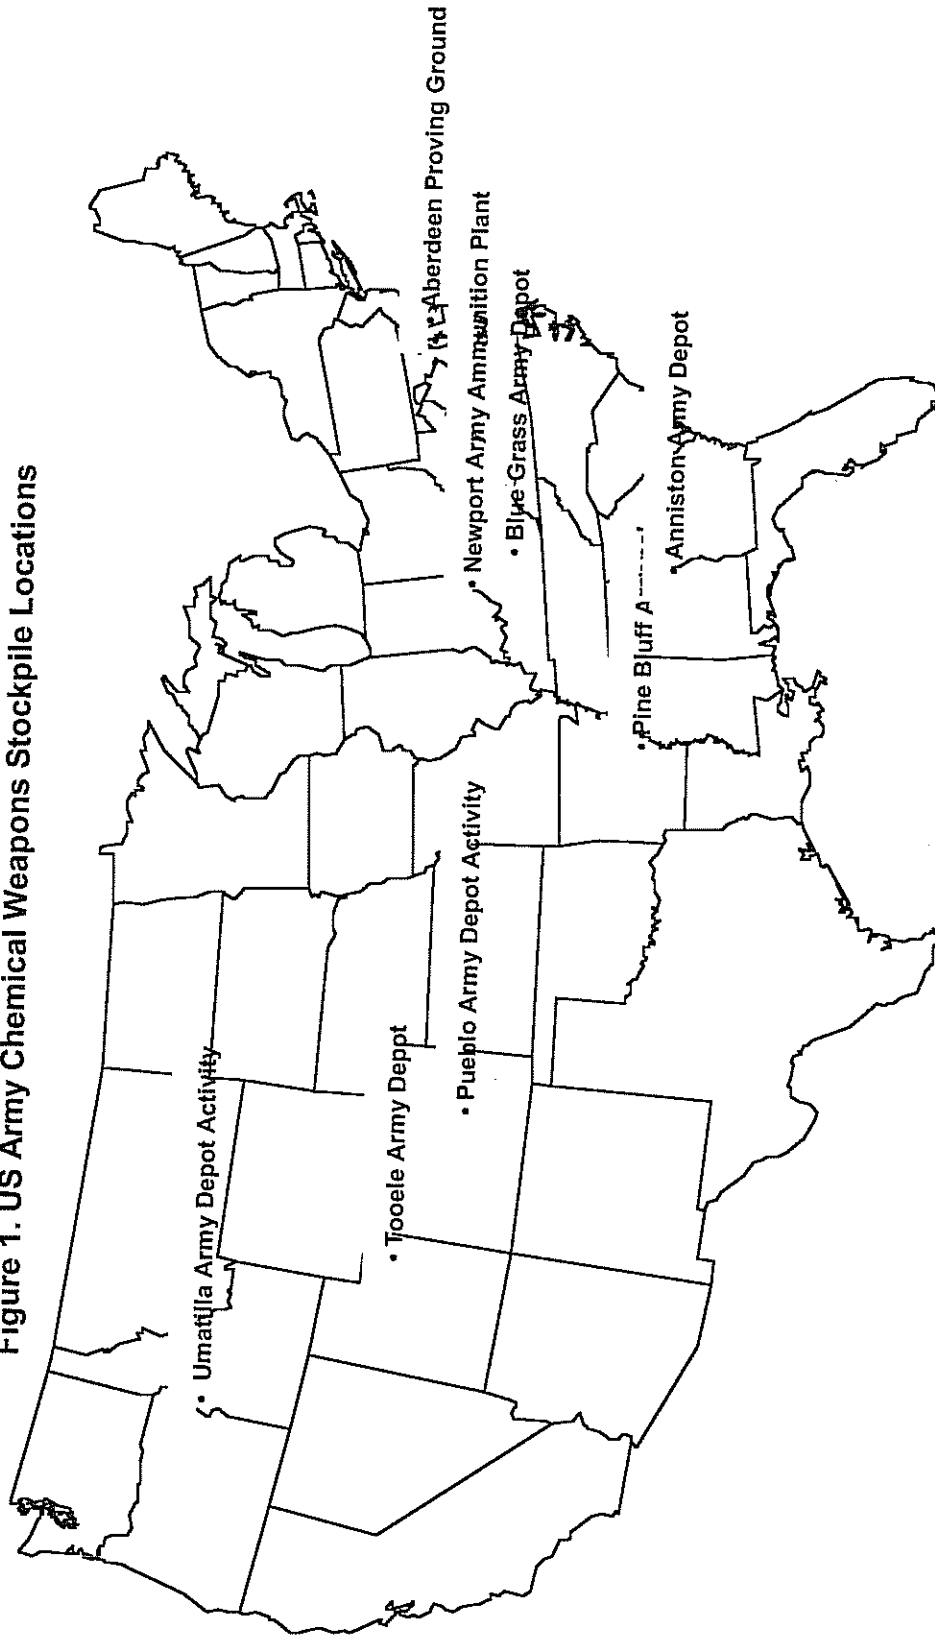 Figure 1. US Army Chemical Weapons Stockpile Locations
Umatilla Army Depot Activity
Tooele Army Depot
Pueblo Army Depot Activity
Aberdeen Proving Ground
Newport Army Ammunition Plant
Blue Grass Army Depot
Pine Bluff A
Anniston Army Depot